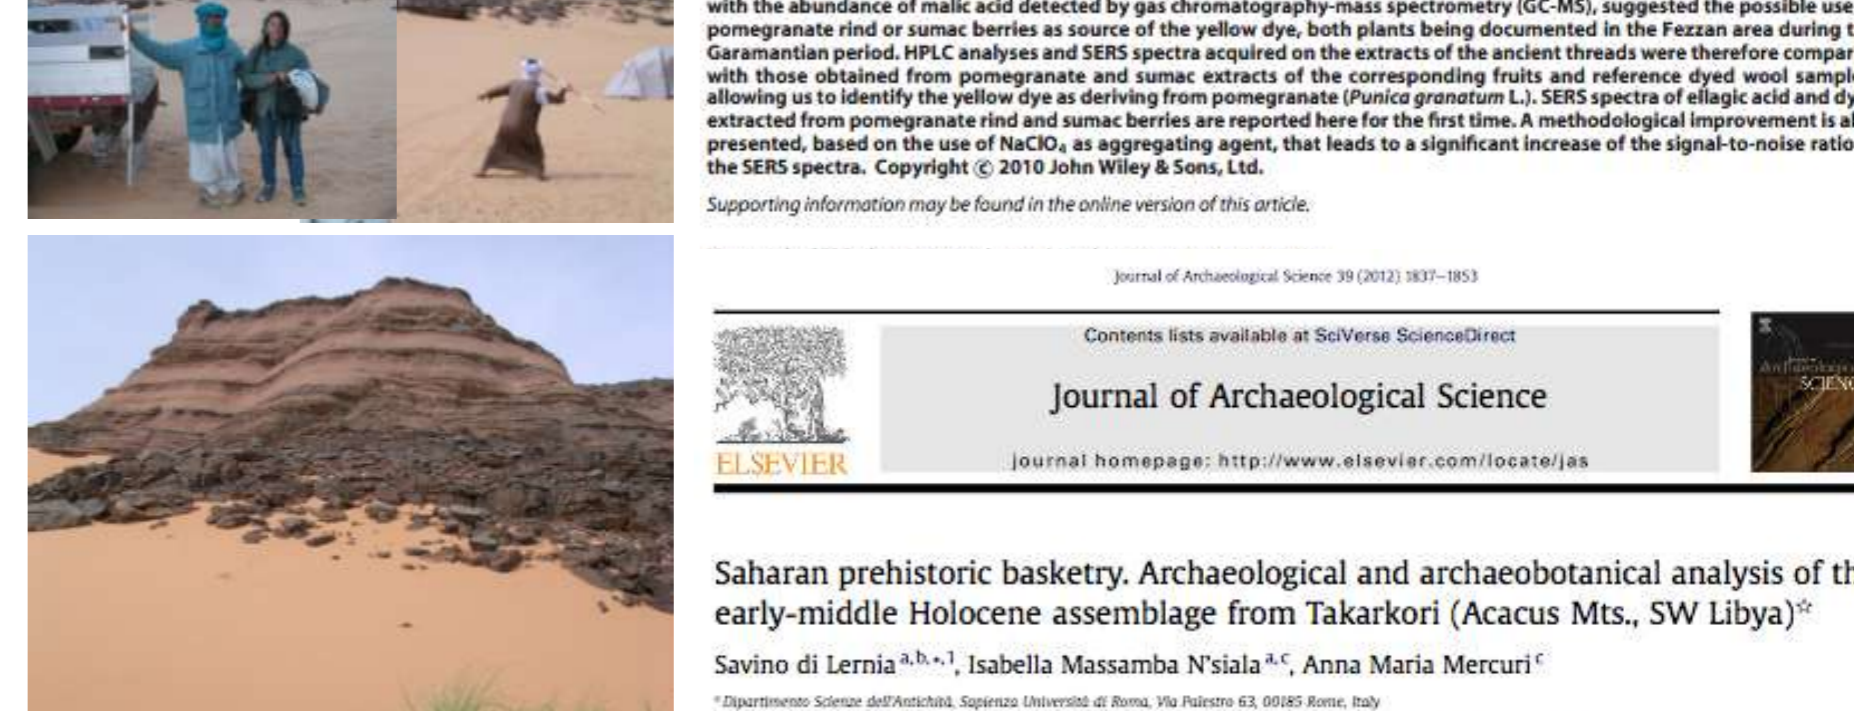 with the abundance of malic acid detected by gas chromatography-mass spectrometry (GC-MS), suggested the possible use
pomegranate rind or sumac berries as source of the yellow dye, both plants being documented in the Fezzan area during t
Garamantian period. HPLC analyses and SERS spectra acquired on the extracts of the ancient threads were therefore compar
with those obtained from pomegranate and sumac extracts of the corresponding fruits and reference dyed wool sample
allowing us to identify the yellow dye as deriving from pomegranate (Punica granatum L.). SERS spectra of ellagic acid and dy
extracted from pomegranate rind and sumac berries are reported here for the first time. A methodological improvement is al
presented, based on the use of NaClO₄ as aggregating agent, that leads to a significant increase of the signal-to-noise ratio
the SERS spectra. Copyright © 2010 John Wiley & Sons, Ltd.
Supporting information may be found in the online version of this article.
Journal of Archaeological Science 39 (2012) 1837–1853
Contents lists available at SciVerse ScienceDirect
Journal of Archaeological Science
journal homepage: http://www.elsevier.com/locate/jas
ELSEVIER
Saharan prehistoric basketry. Archaeological and archaeobotanical analysis of th
early-middle Holocene assemblage from Takarkori (Acacus Mts., SW Libya)☆
Savino di Lernia a,b,*,1, Isabella Massamba N'siala a,c, Anna Maria Mercuri c
a Dipartimento Scienze dell'Antichità, Sapienza Università di Roma, Via Palestro 63, 00185 Rome, Italy